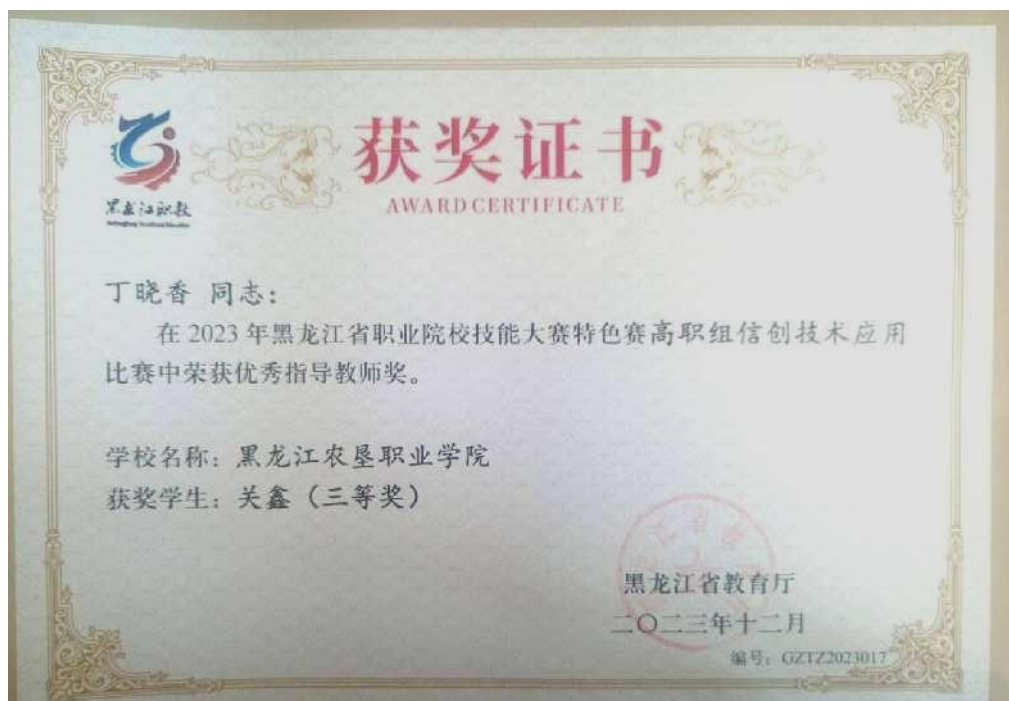 获奖证书
AWARD CERTIFICATE
黑龙江职教
丁晓香 同志：
在 2023 年黑龙江省职业院校技能大赛特色赛高职组信创技术应用
比赛中荣获优秀指导教师奖。
学校名称：黑龙江农垦职业学院
获奖学生：关鑫（三等奖）
黑龙江省教育厅
二〇二三年十二月
编号：GZTZ2023017